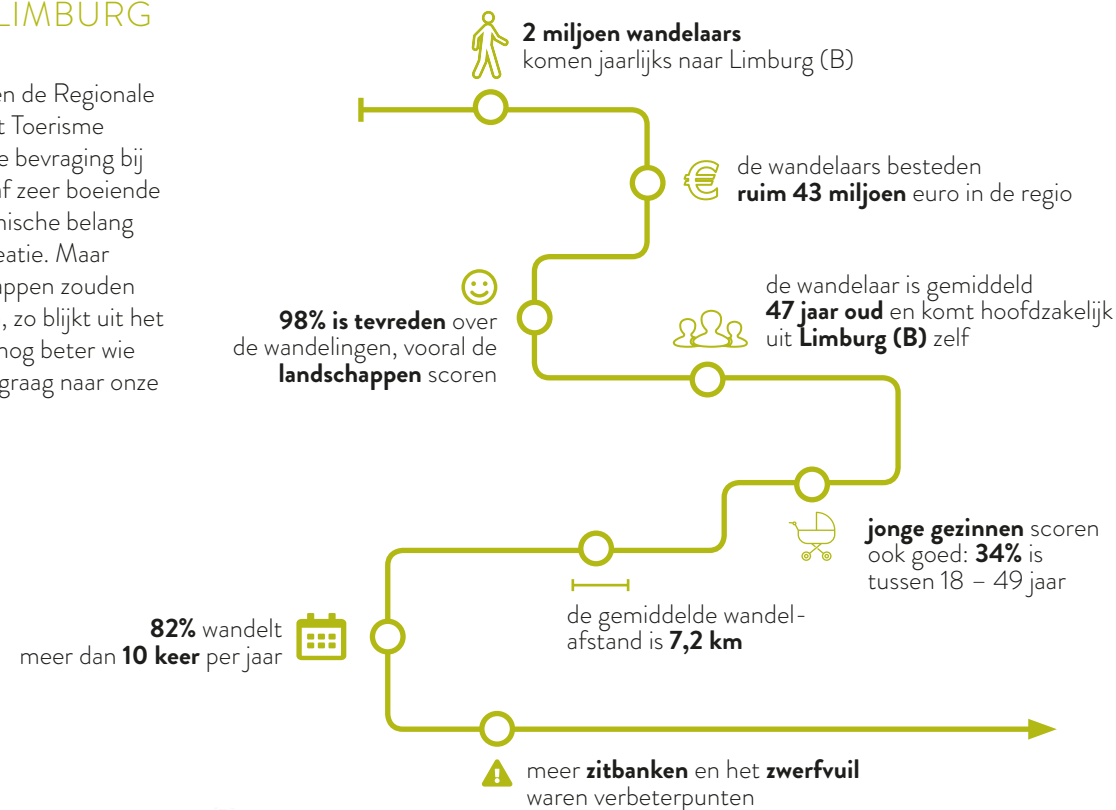 LIMBURG
en de Regionale
t Toerisme
e bevraging bij
af zeer boeiende
mische belang
eatie. Maar
appen zouden
, zo blijkt uit het
nog beter wie
graag naar onze
2 miljoen wandelaars
komen jaarlijks naar Limburg (B)
de wandelaars besteden
ruim 43 miljoen euro in de regio
98% is tevreden over
de wandelingen, vooral de
landschappen scoren
de wandelaar is gemiddeld
47 jaar oud en komt hoofdzakelijk
uit Limburg (B) zelf
jonge gezinnen scoren
ook goed: 34% is
tussen 18 – 49 jaar
de gemiddelde wandel-
afstand is 7,2 km
82% wandelt
meer dan 10 keer per jaar
meer zitbanken en het zwerfvuil
waren verbeterpunten